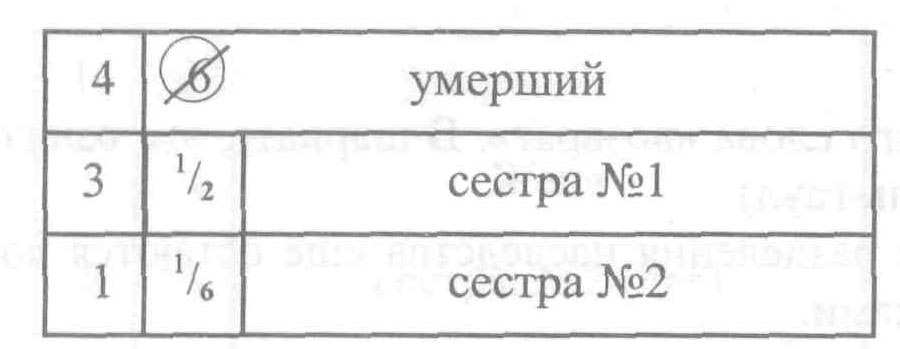 4 6 умерший
3 1/2 сестра №1
1 1/6 сестра №2